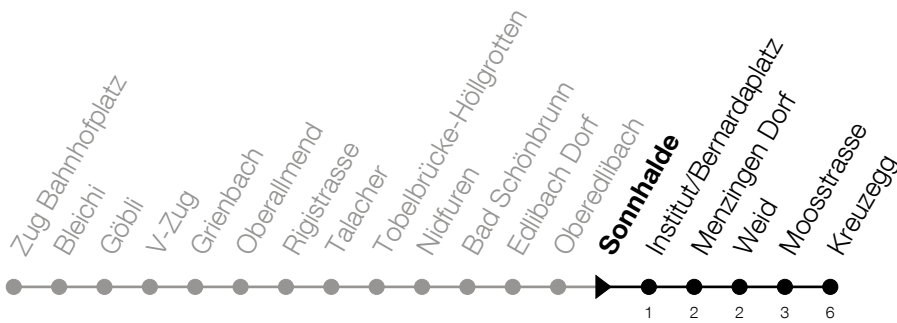 Zug Bahnhofplatz
Bleichi
Göbli
V-Zug
Grienbach
Oberallmend
Rigistrasse
Talacher
Tobelbrücke-Höllgrotten
Nidfuren
Bad Schönbrunn
Edlibach Dorf
Oberedlibach
Sonnhalde
Institut/Bernardaplatz
Menzingen Dorf
Weid
Moosstrasse
Kreuzegg
1 2 2 3 6